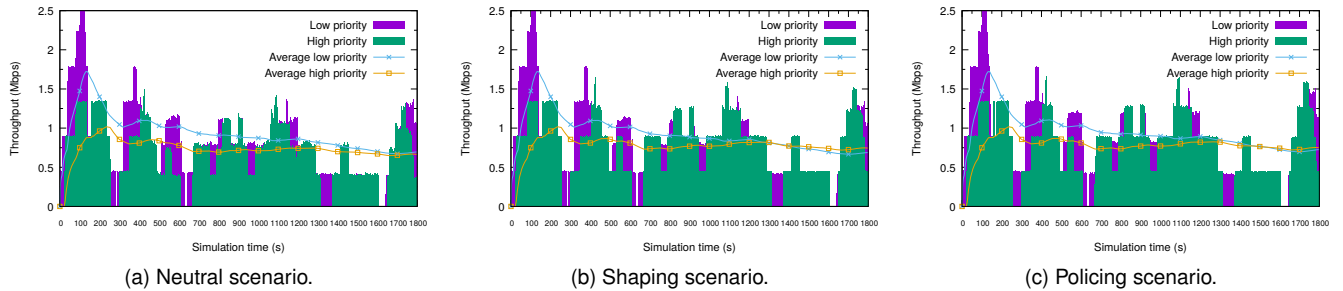 Throughput (Mbps)
2.5
2
1.5
1
0.5
0
0 100 200 300 400 500 600 700 800 900 1000 1100 1200 1300 1400 1500 1600 1700 1800
Simulation time (s)
Low priority
High priority
Average low priority
Average high priority
(a) Neutral scenario.
Throughput (Mbps)
2.5
2
1.5
1
0.5
0
0 100 200 300 400 500 600 700 800 900 1000 1100 1200 1300 1400 1500 1600 1700 1800
Simulation time (s)
Low priority
High priority
Average low priority
Average high priority
(b) Shaping scenario.
Throughput (Mbps)
2.5
2
1.5
1
0.5
0
0 100 200 300 400 500 600 700 800 900 1000 1100 1200 1300 1400 1500 1600 1700 1800
Simulation time (s)
Low priority
High priority
Average low priority
Average high priority
(c) Policing scenario.